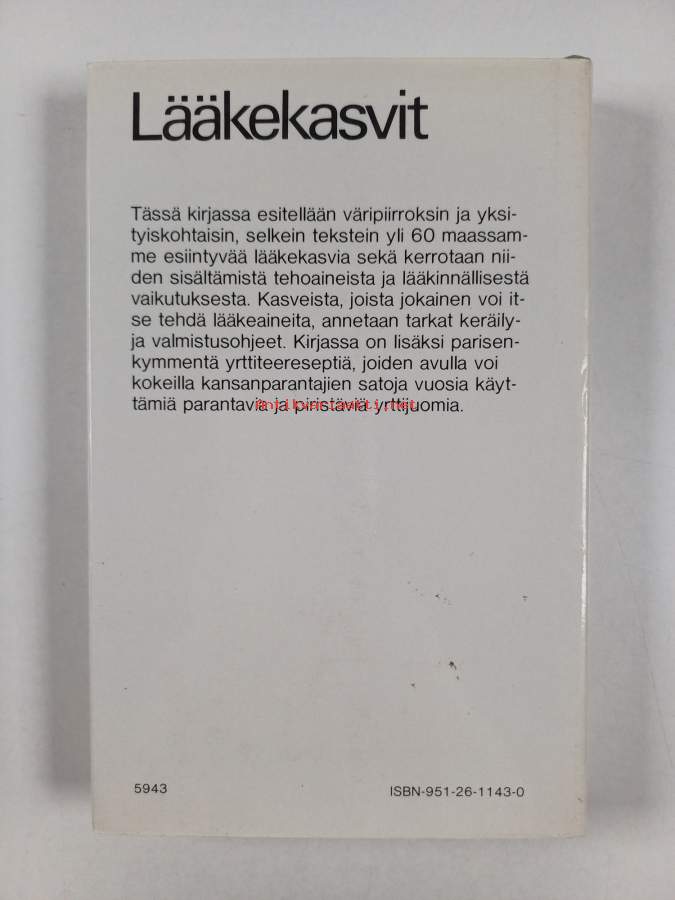 Lääkekasvit
Tässä kirjassa esitellään väripiirroksin ja yksi-
tyiskohtaisin, selkein tekstein yli 60 maassam-
me esiintyvää lääkekasvia sekä kerrotaan nii-
den sisältämistä tehoaineista ja lääkinnällisestä
vaikutuksesta. Kasveista, joista jokainen voi it-
se tehdä lääkeaineita, annetaan tarkat keräily-
ja valmistusohjeet. Kirjassa on lisäksi parisen-
kymmentä yrttiteereseptiä, joiden avulla voi
kokeilla kansanparantajien satoja vuosia käyt-
tämiä parantavia ja piristäviä yrttijuomia.
Antikvariaatti.net
5943
ISBN-951-26-1143-0